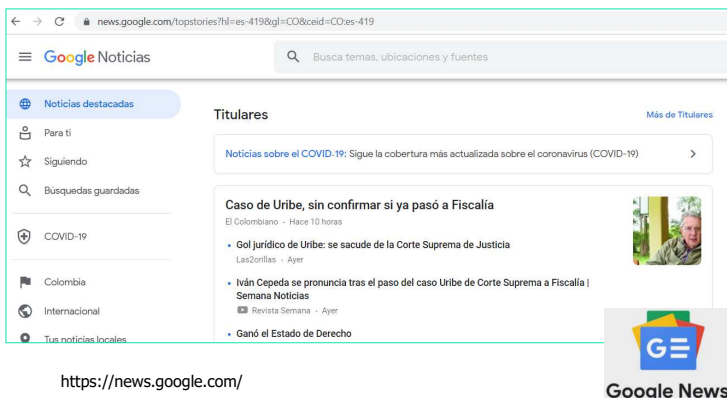 news.google.com/topstories?hl=es-419&gl=CO&ceid=CO:es-419
Google Noticias
Busca temas, ubicaciones y fuentes
Noticias destacadas
Para ti
Siguiendo
Búsquedas guardadas
COVID-19
Colombia
Internacional
Tus noticias locales
Titulares
Más de Titulares
Noticias sobre el COVID-19: Sigue la cobertura más actualizada sobre el coronavirus (COVID-19)
Caso de Uribe, sin confirmar si ya pasó a Fiscalía
El Colombiano - Hace 10 horas
• Gol jurídico de Uribe: se sacude de la Corte Suprema de Justicia
Las2orillas - Ayer
• Iván Cepeda se pronuncia tras el paso del caso Uribe de Corte Suprema a Fiscalía |
Semana Noticias
Revista Semana - Ayer
• Ganó el Estado de Derecho
G
Google News
https://news.google.com/